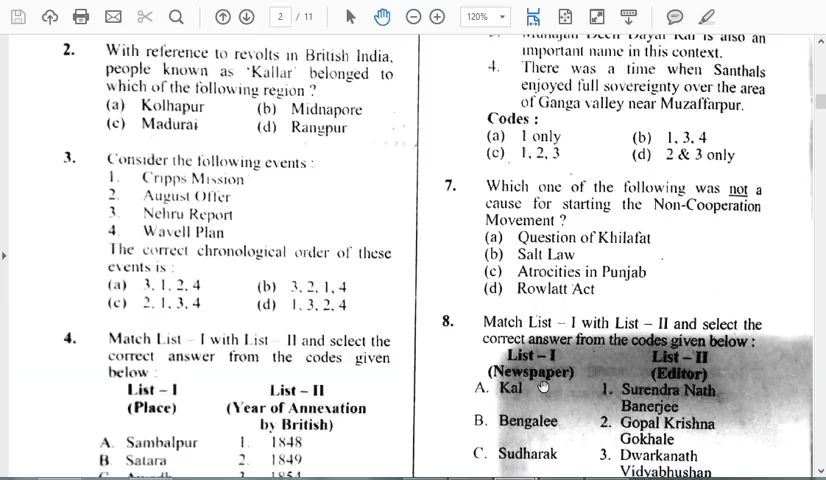 2 / 11
120%
2. With reference to revolts in British India,
people known as 'Kallar' belonged to
which of the following region ?
(a) Kolhapur (b) Midnapore
(c) Madurai (d) Rangpur
3. Consider the following events :
1. Cripps Mission
2. August Offer
3. Nehru Report
4. Wavell Plan
The correct chronological order of these
events is :
(a) 3, 1, 2, 4 (b) 3, 2, 1, 4
(c) 2, 1, 3, 4 (d) 1, 3, 2, 4
4. Match List – I with List – II and select the
correct answer from the codes given
below :
List – I List – II
(Place) (Year of Annexation
by British)
A. Sambalpur 1. 1848
B. Satara 2. 1849
3. 1854
is also an
important name in this context.
4. There was a time when Santhals
enjoyed full sovereignty over the area
of Ganga valley near Muzaffarpur.
Codes :
(a) 1 only (b) 1, 3, 4
(c) 1, 2, 3 (d) 2 & 3 only
7. Which one of the following was not a
cause for starting the Non-Cooperation
Movement ?
(a) Question of Khilafat
(b) Salt Law
(c) Atrocities in Punjab
(d) Rowlatt Act
8. Match List – I with List – II and select the
correct answer from the codes given below :
List – I List – II
(Newspaper) (Editor)
A. Kal 1. Surendra Nath
Banerjee
B. Bengalee 2. Gopal Krishna
Gokhale
C. Sudharak 3. Dwarkanath
Vidyabhushan